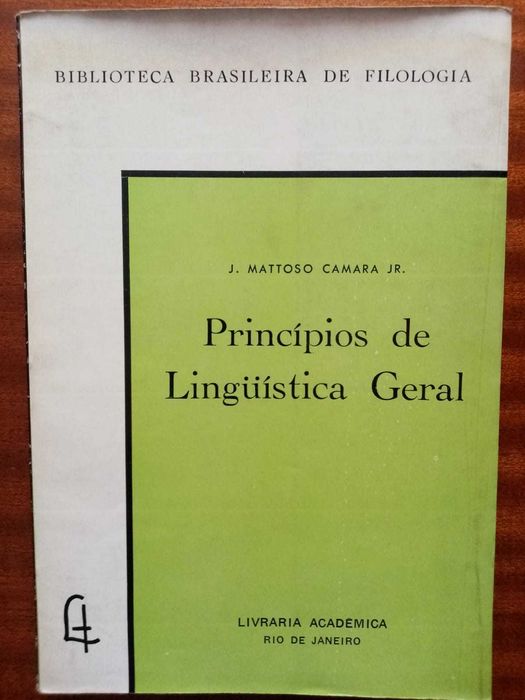 BIBLIOTECA BRASILEIRA DE FILOLOGIA
J. MATTOSO CAMARA JR.
Princípios de
Lingüística Geral
LIVRARIA ACADÊMICA
RIO DE JANEIRO